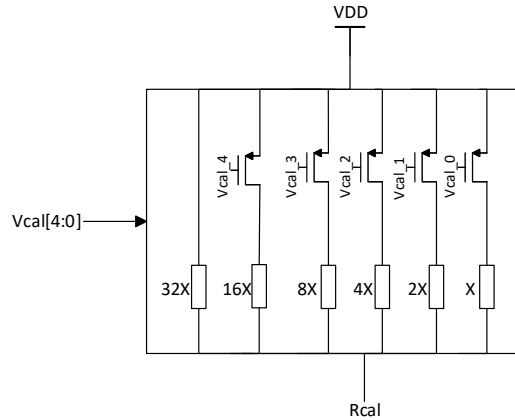 VDD
Vcal_4
Vcal_3
Vcal_2
Vcal_1
Vcal_0
Vcal[4:0]
32X
16X
8X
4X
2X
X
Rcal